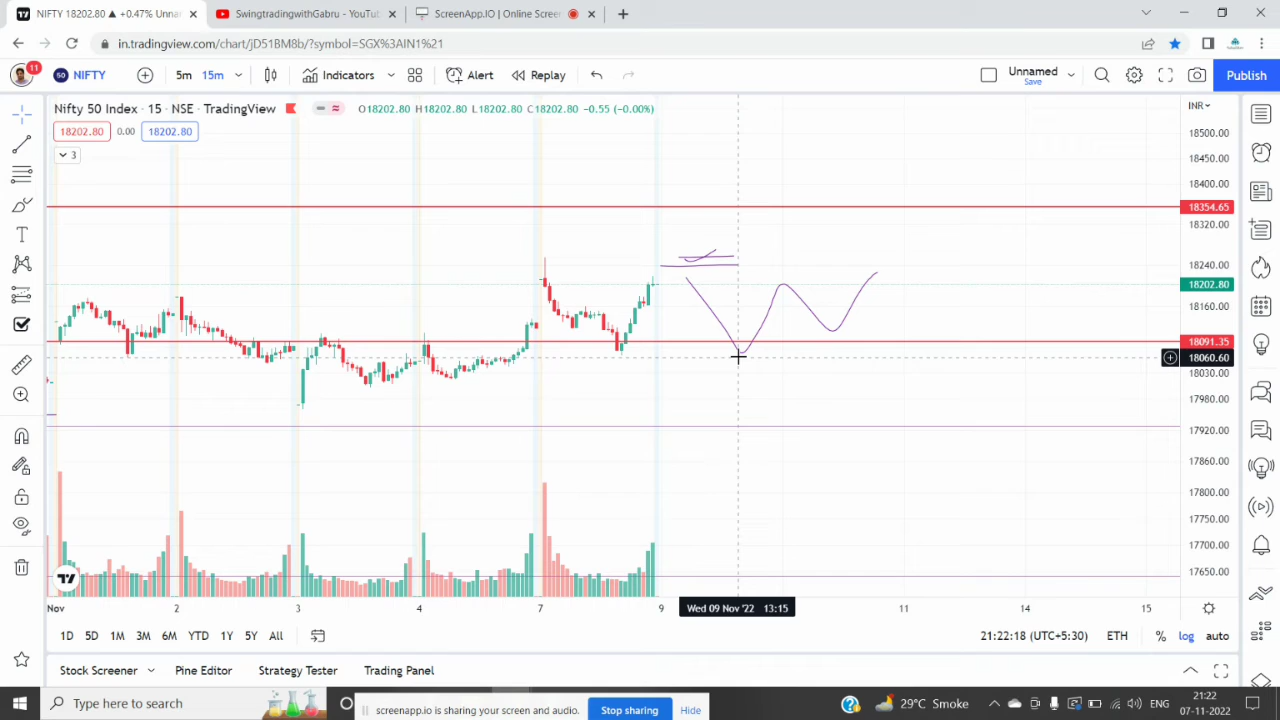 NIFTY 18202.80 ▲ +0.47% Unna
SwingtradingwithGabru - YouTu
ScreenApp.IO | Online Scree
in.tradingview.com/chart/jD51BM8b/?symbol=SGX%3AIN1%21
11
50 NIFTY
5m
15m
Indicators
Alert
Replay
Unnamed
Save
Publish
Nifty 50 Index · 15 · NSE · TradingView
O18202.80 H18202.80 L18202.80 C18202.80 -0.55 (-0.00%)
18202.80
0.00
18202.80
3
INR
18500.00
18450.00
18400.00
18354.65
18320.00
18240.00
18202.80
18160.00
18091.35
18060.60
18030.00
17980.00
17920.00
17860.00
17800.00
17750.00
17700.00
17650.00
Nov
2
3
4
7
9
Wed 09 Nov '22 13:15
11
14
15
1D
5D
1M
3M
6M
YTD
1Y
5Y
All
21:22:18 (UTC+5:30)
ETH
%
log
auto
Stock Screener
Pine Editor
Strategy Tester
Trading Panel
Type here to search
screenapp.io is sharing your screen and audio.
Stop sharing
Hide
29°C Smoke
ENG
21:22
07-11-2022